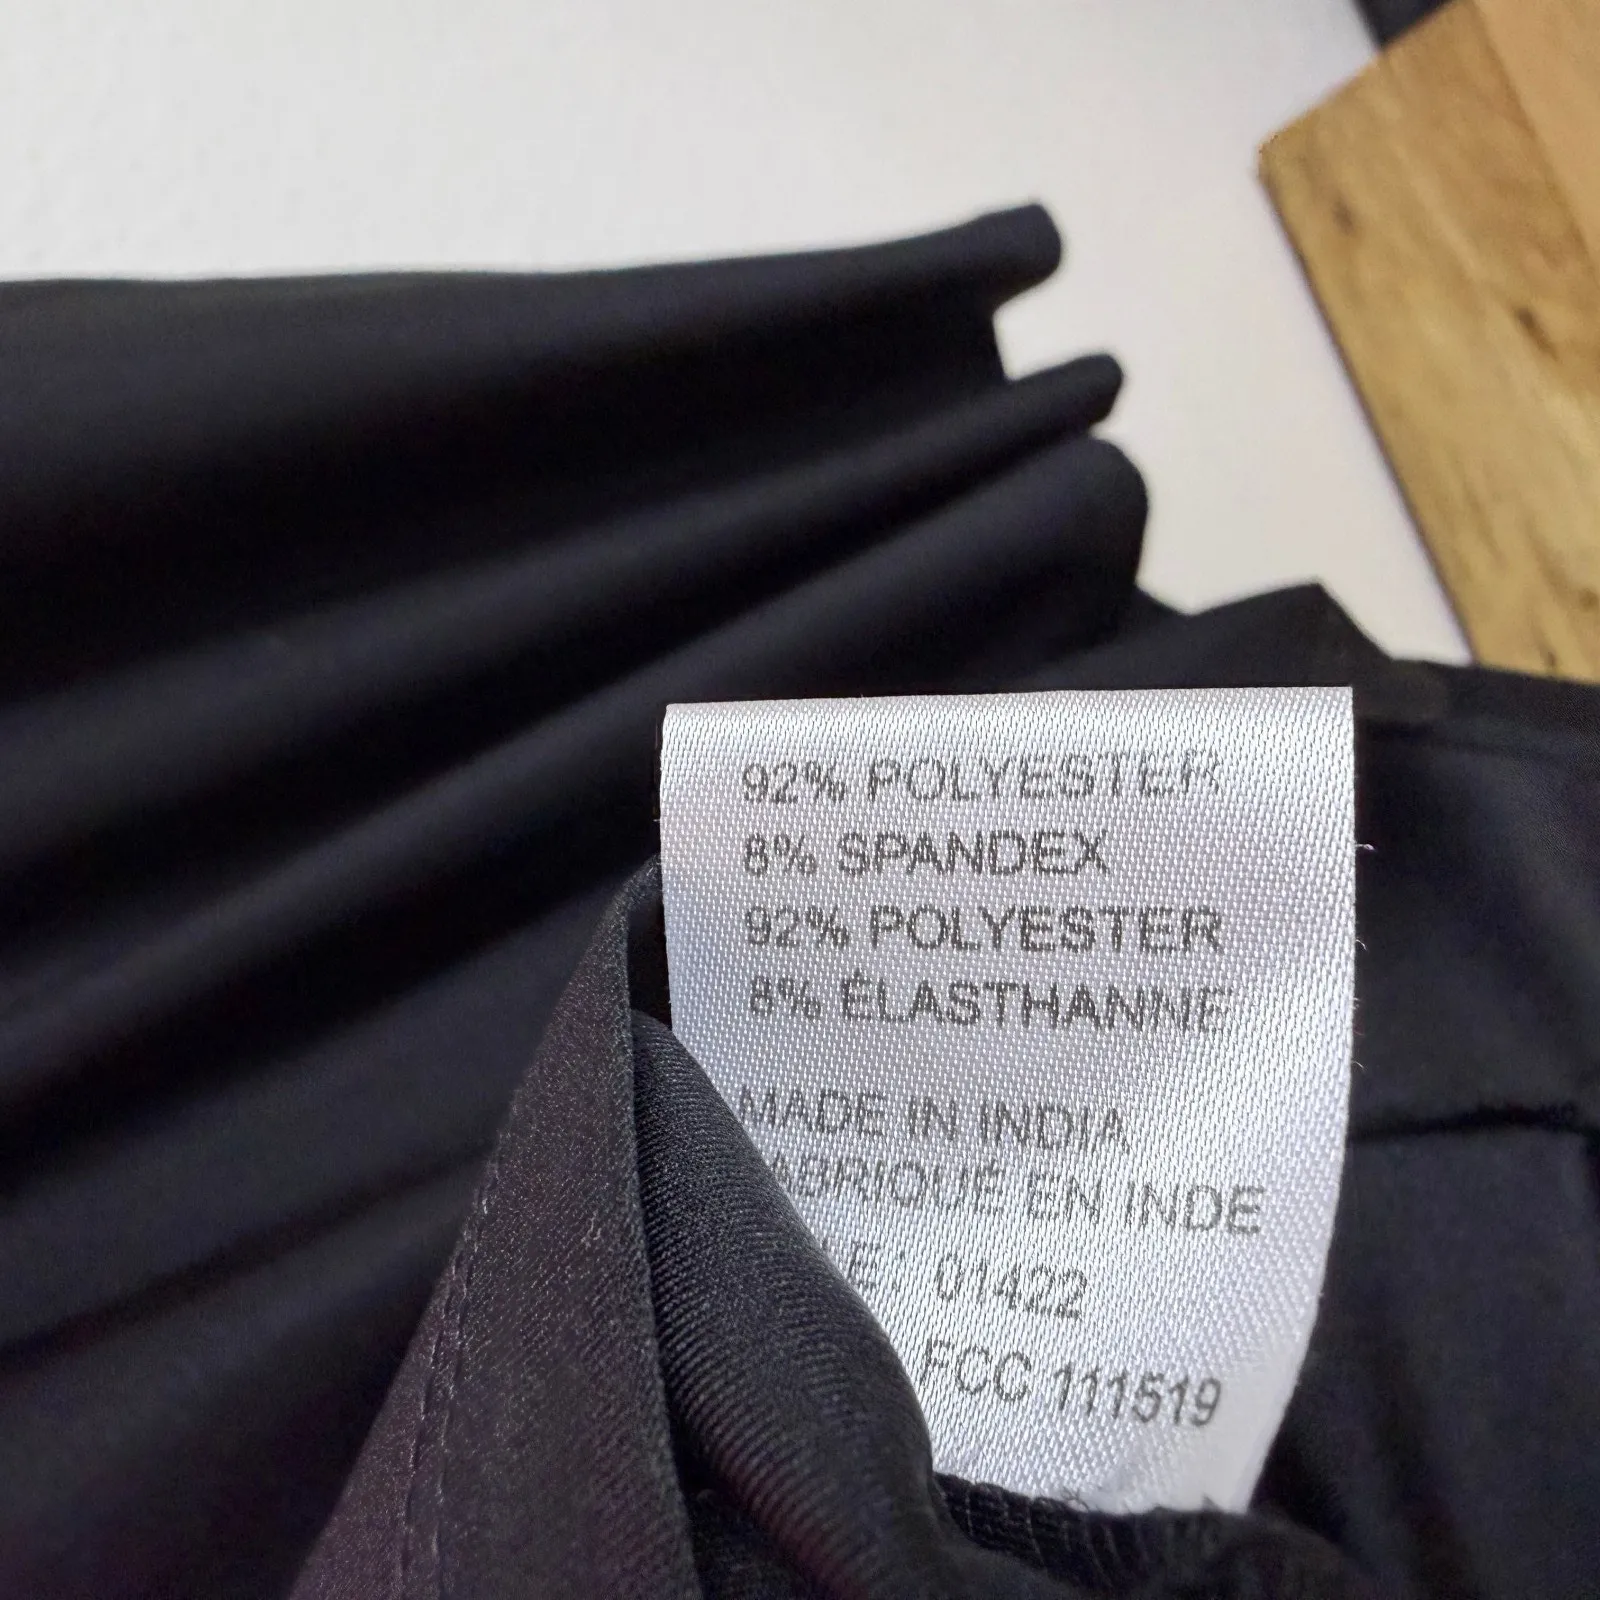 92% POLYESTER
8% SPANDEX
92% POLYESTER
8% ÉLASTHANNE
MADE IN INDIA
FABRIQUÉ EN INDE
01422
FCC 111519